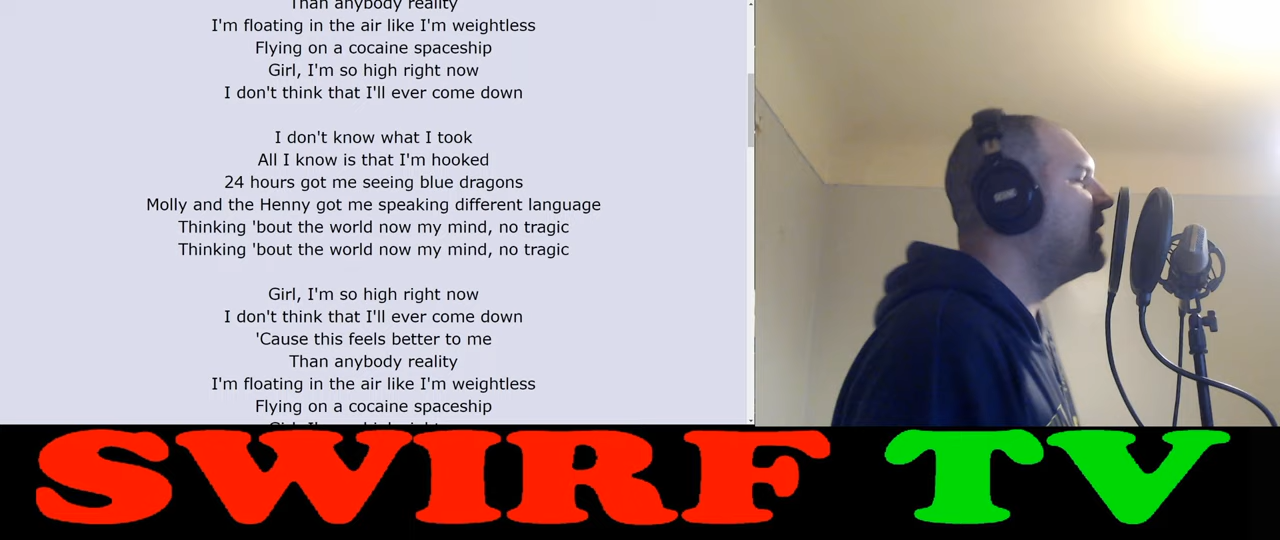 Than anybody reality
I'm floating in the air like I'm weightless
Flying on a cocaine spaceship
Girl, I'm so high right now
I don't think that I'll ever come down
I don't know what I took
All I know is that I'm hooked
24 hours got me seeing blue dragons
Molly and the Henny got me speaking different language
Thinking 'bout the world now my mind, no tragic
Thinking 'bout the world now my mind, no tragic
Girl, I'm so high right now
I don't think that I'll ever come down
'Cause this feels better to me
Than anybody reality
I'm floating in the air like I'm weightless
Flying on a cocaine spaceship
SWIRF TV